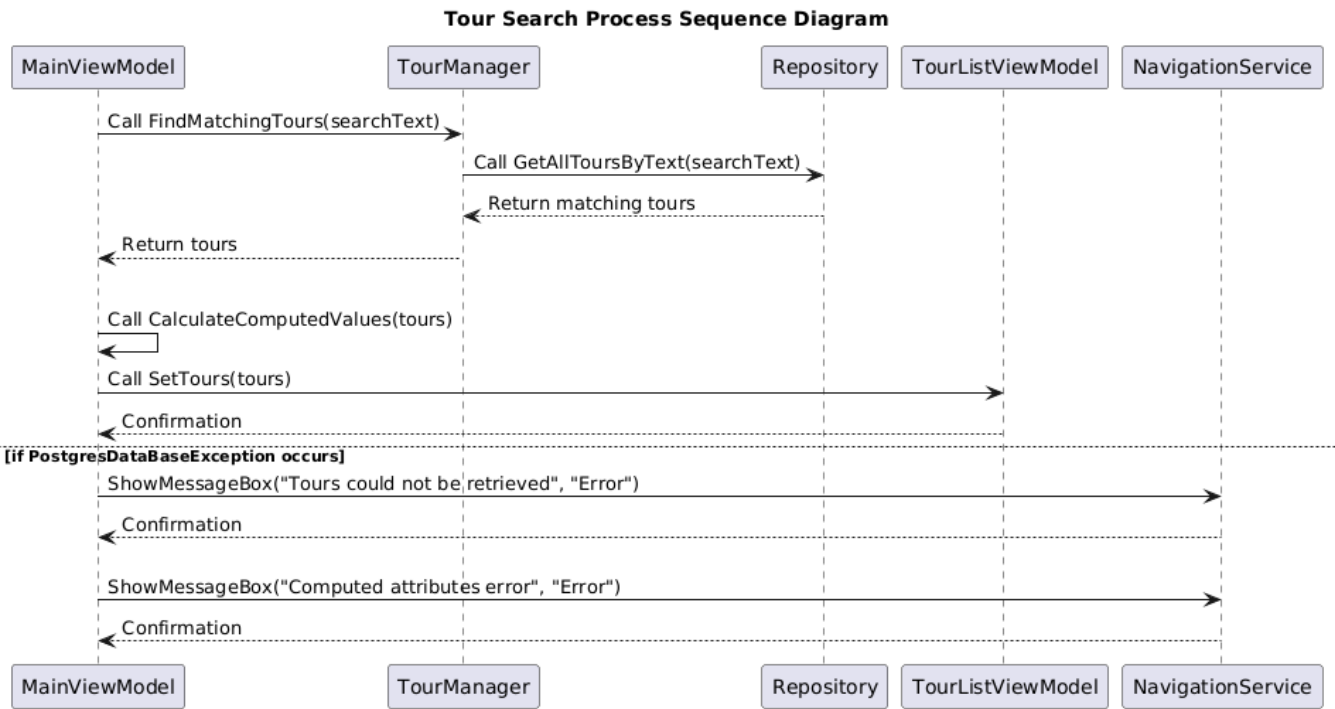 Tour Search Process Sequence Diagram
MainViewModel TourManager Repository TourListViewModel NavigationService
Call FindMatchingTours(searchText)
Call GetAllToursByText(searchText)
Return matching tours
Return tours
Call CalculateComputedValues(tours)
Call SetTours(tours)
Confirmation
[if PostgresDataBaseException occurs]
ShowMessageBox("Tours could not be retrieved", "Error")
Confirmation
ShowMessageBox("Computed attributes error", "Error")
Confirmation
MainViewModel TourManager Repository TourListViewModel NavigationService